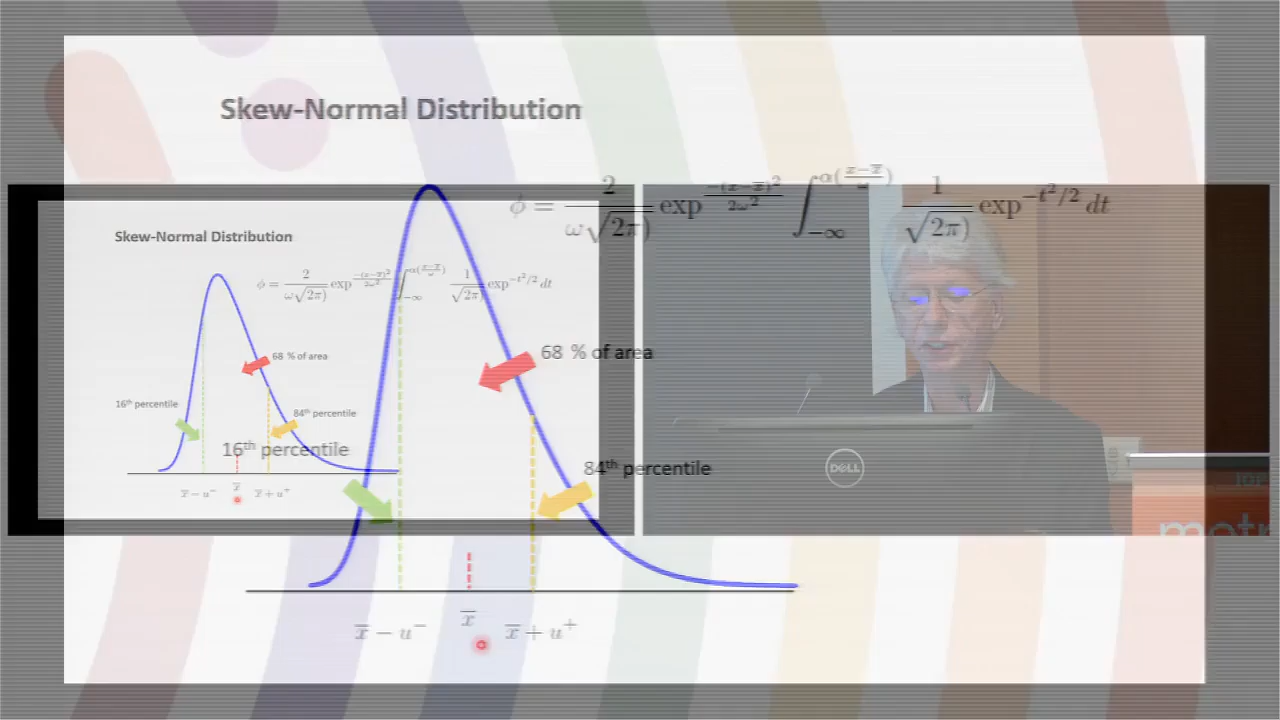 Skew-Normal Distribution
ϕ = 2 / ω√(2π) exp^(−(x−x̅)² / 2ω²) ∫_{−∞}^{α((x−x̅)/ω)} 1 / √(2π) exp^(−t²/2) dt
68 % of area
16th percentile
84th percentile
x̅ − u⁻
x̅
x̅ + u⁺
Skew-Normal Distribution
ϕ = 2 / ω√(2π) exp^(−(x−x̅)² / 2ω²) ∫_{−∞}^{α((x−x̅)/ω)} 1 / √(2π) exp^(−t²/2) dt
68 % of area
16th percentile
84th percentile
x̅ − u⁻
x̅
x̅ + u⁺
DELL